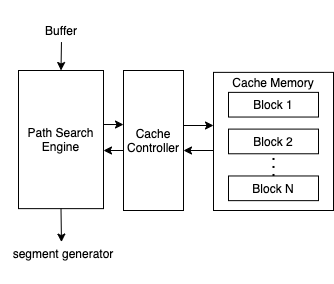 Buffer
Path Search
Engine
Cache
Controller
Cache Memory
Block 1
Block 2
Block N
segment generator